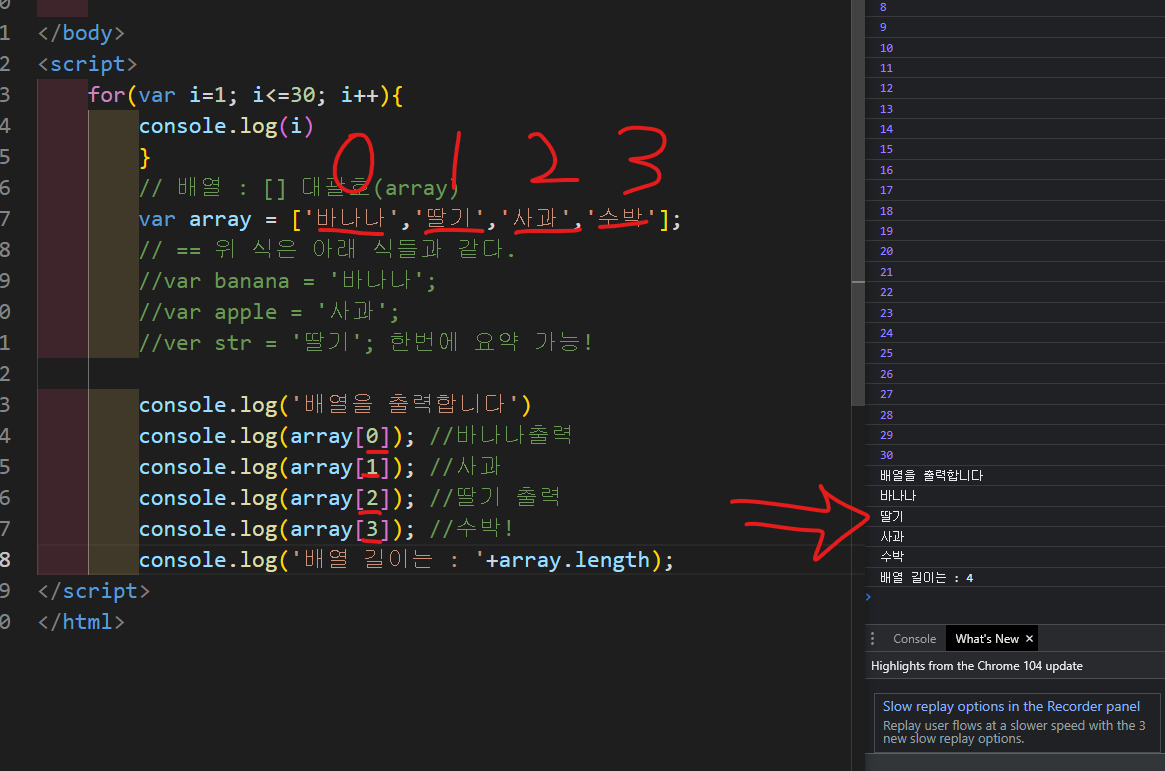 0
1 </body>
2 <script>
3 for(var i=1; i<=30; i++){
4 console.log(i)
5 }
0 1 2 3
6 // 배열 : [] 대괄호(array)
7 var array = ['바나나','딸기','사과','수박'];
8 // == 위 식은 아래 식들과 같다.
9 //var banana = '바나나';
0 //var apple = '사과';
1 //ver str = '딸기'; 한번에 요약 가능!
2
3 console.log('배열을 출력합니다')
4 console.log(array[0]); //바나나출력
5 console.log(array[1]); //사과
6 console.log(array[2]); //딸기 출력
7 console.log(array[3]); //수박!
8 console.log('배열 길이는 : '+array.length);
9 </script>
0 </html>
8
9
10
11
12
13
14
15
16
17
18
19
20
21
22
23
24
25
26
27
28
29
30
배열을 출력합니다
바나나
딸기
사과
수박
배열 길이는 : 4
›
Console What's New ×
Highlights from the Chrome 104 update
Slow replay options in the Recorder panel
Replay user flows at a slower speed with the 3
new slow replay options.